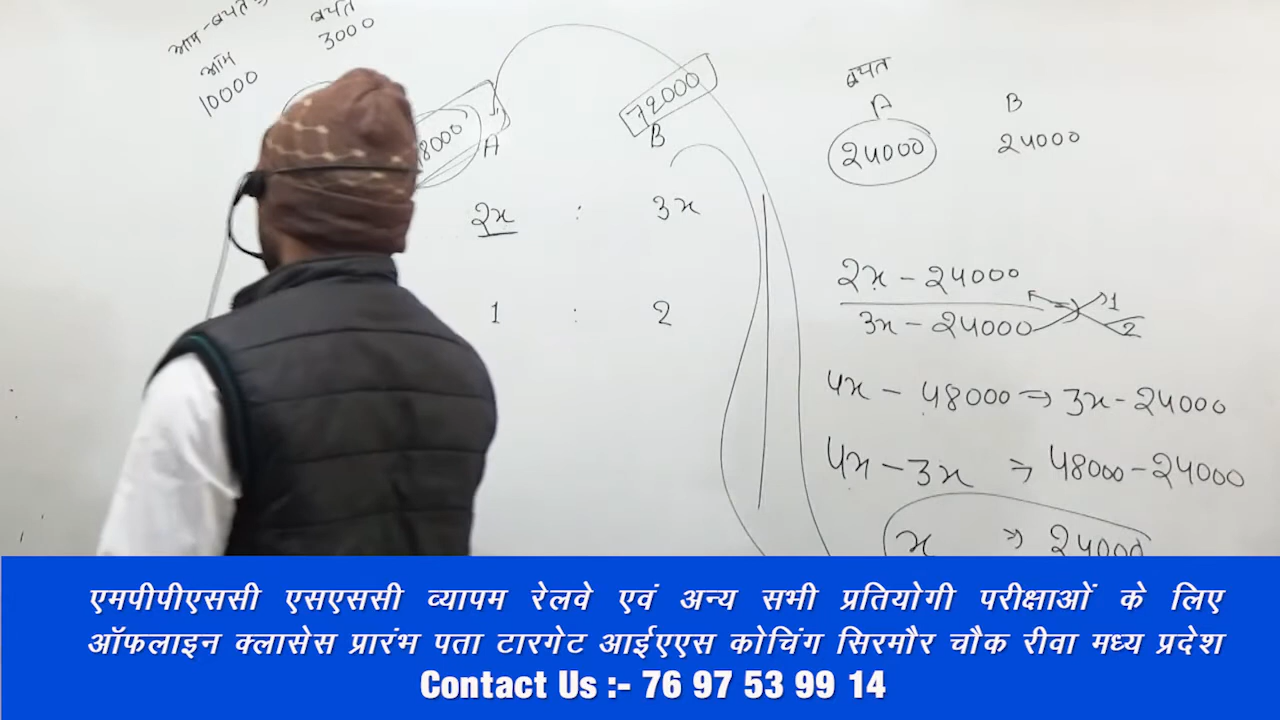 आय - बचत
आय बचत
10000 3000
8000 72000
A B
2x : 3x
1 : 2
बचत
A B
24000 24000
2x - 24000 1
3x - 24000 2
4x - 48000 ⇒ 3x - 24000
4x - 3x ⇒ 48000 - 24000
x ⇒ 24000
एमपीपीएससी एसएससी व्यापम रेलवे एवं अन्य सभी प्रतियोगी परीक्षाओं के लिए
ऑफलाइन क्लासेस प्रारंभ पता टारगेट आईएएस कोचिंग सिरमौर चौक रीवा मध्य प्रदेश
Contact Us :- 76 97 53 99 14